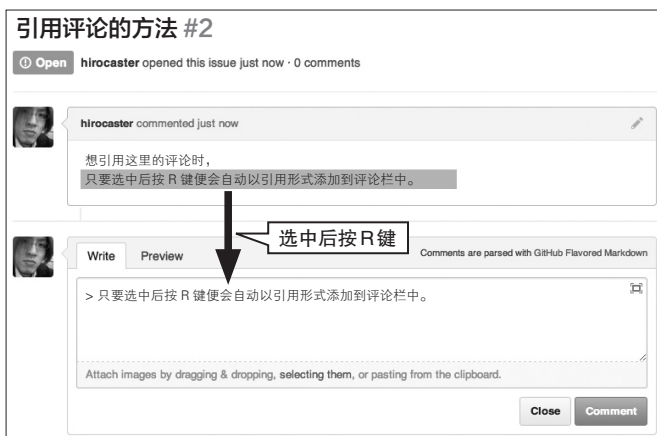 引用评论的方法 #2
Open hirocaster opened this issue just now · 0 comments
hirocaster commented just now
想引用这里的评论时，
只要选中后按 R 键便会自动以引用形式添加到评论栏中。
选中后按R键
Write Preview Comments are parsed with GitHub Flavored Markdown
> 只要选中后按 R 键便会自动以引用形式添加到评论栏中。
Attach images by dragging & dropping, selecting them, or pasting from the clipboard.
Close Comment